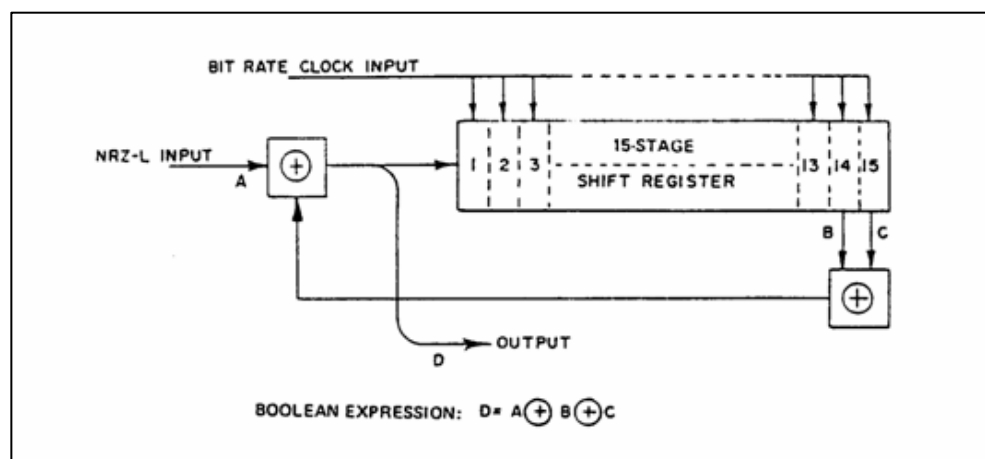 BIT RATE CLOCK INPUT
NRZ-L INPUT
A
⊕
1 2 3 15-STAGE SHIFT REGISTER 13 14 15
B C
⊕
D OUTPUT
BOOLEAN EXPRESSION: D= A⊕ B⊕C